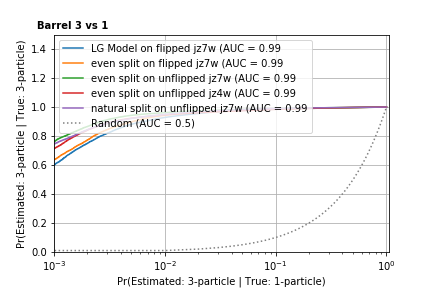 Barrel 3 vs 1
Pr(Estimated: 3-particle | True: 3-particle)
1.4
1.2
1.0
0.8
0.6
0.4
0.2
0.0
LG Model on flipped jz7w (AUC = 0.99
even split on flipped jz7w (AUC = 0.99
even split on unflipped jz7w (AUC = 0.99
even split on unflipped jz4w (AUC = 0.99
natural split on unflipped jz7w (AUC = 0.99
Random (AUC = 0.5)
10⁻³ 10⁻² 10⁻¹ 10⁰
Pr(Estimated: 3-particle | True: 1-particle)